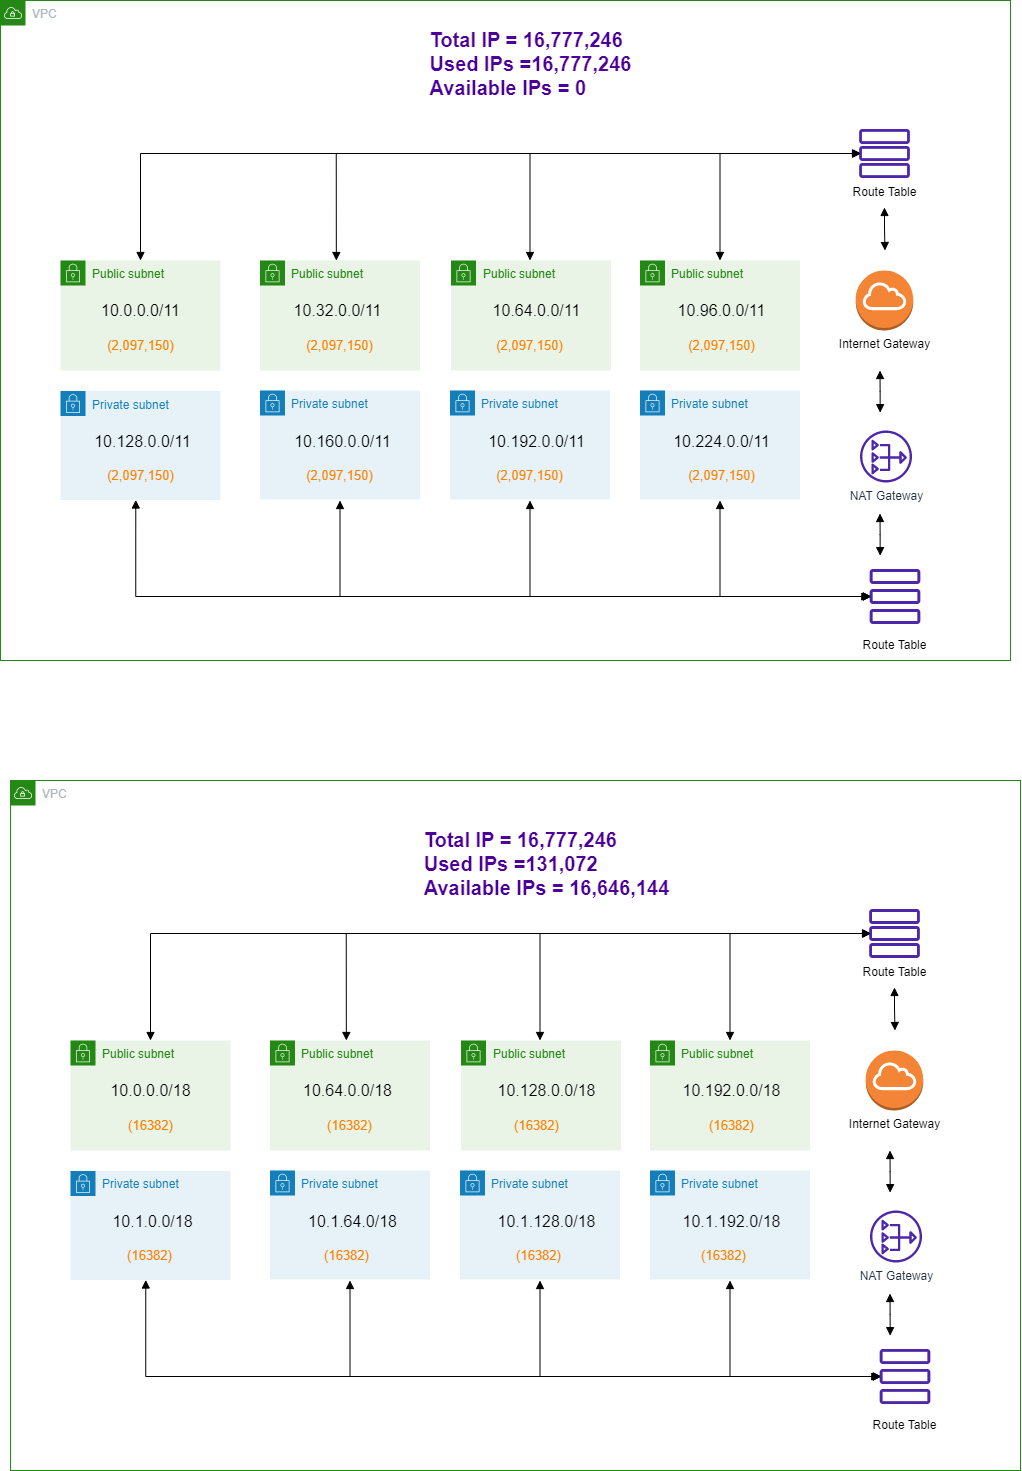 VPC
Total IP = 16,777,246
Used IPs =16,777,246
Available IPs = 0
Route Table
Public subnet
10.0.0.0/11
(2,097,150)
Public subnet
10.32.0.0/11
(2,097,150)
Public subnet
10.64.0.0/11
(2,097,150)
Public subnet
10.96.0.0/11
(2,097,150)
Internet Gateway
Private subnet
10.128.0.0/11
(2,097,150)
Private subnet
10.160.0.0/11
(2,097,150)
Private subnet
10.192.0.0/11
(2,097,150)
Private subnet
10.224.0.0/11
(2,097,150)
NAT Gateway
Route Table
VPC
Total IP = 16,777,246
Used IPs =131,072
Available IPs = 16,646,144
Route Table
Public subnet
10.0.0.0/18
(16382)
Public subnet
10.64.0.0/18
(16382)
Public subnet
10.128.0.0/18
(16382)
Public subnet
10.192.0.0/18
(16382)
Internet Gateway
Private subnet
10.1.0.0/18
(16382)
Private subnet
10.1.64.0/18
(16382)
Private subnet
10.1.128.0/18
(16382)
Private subnet
10.1.192.0/18
(16382)
NAT Gateway
Route Table